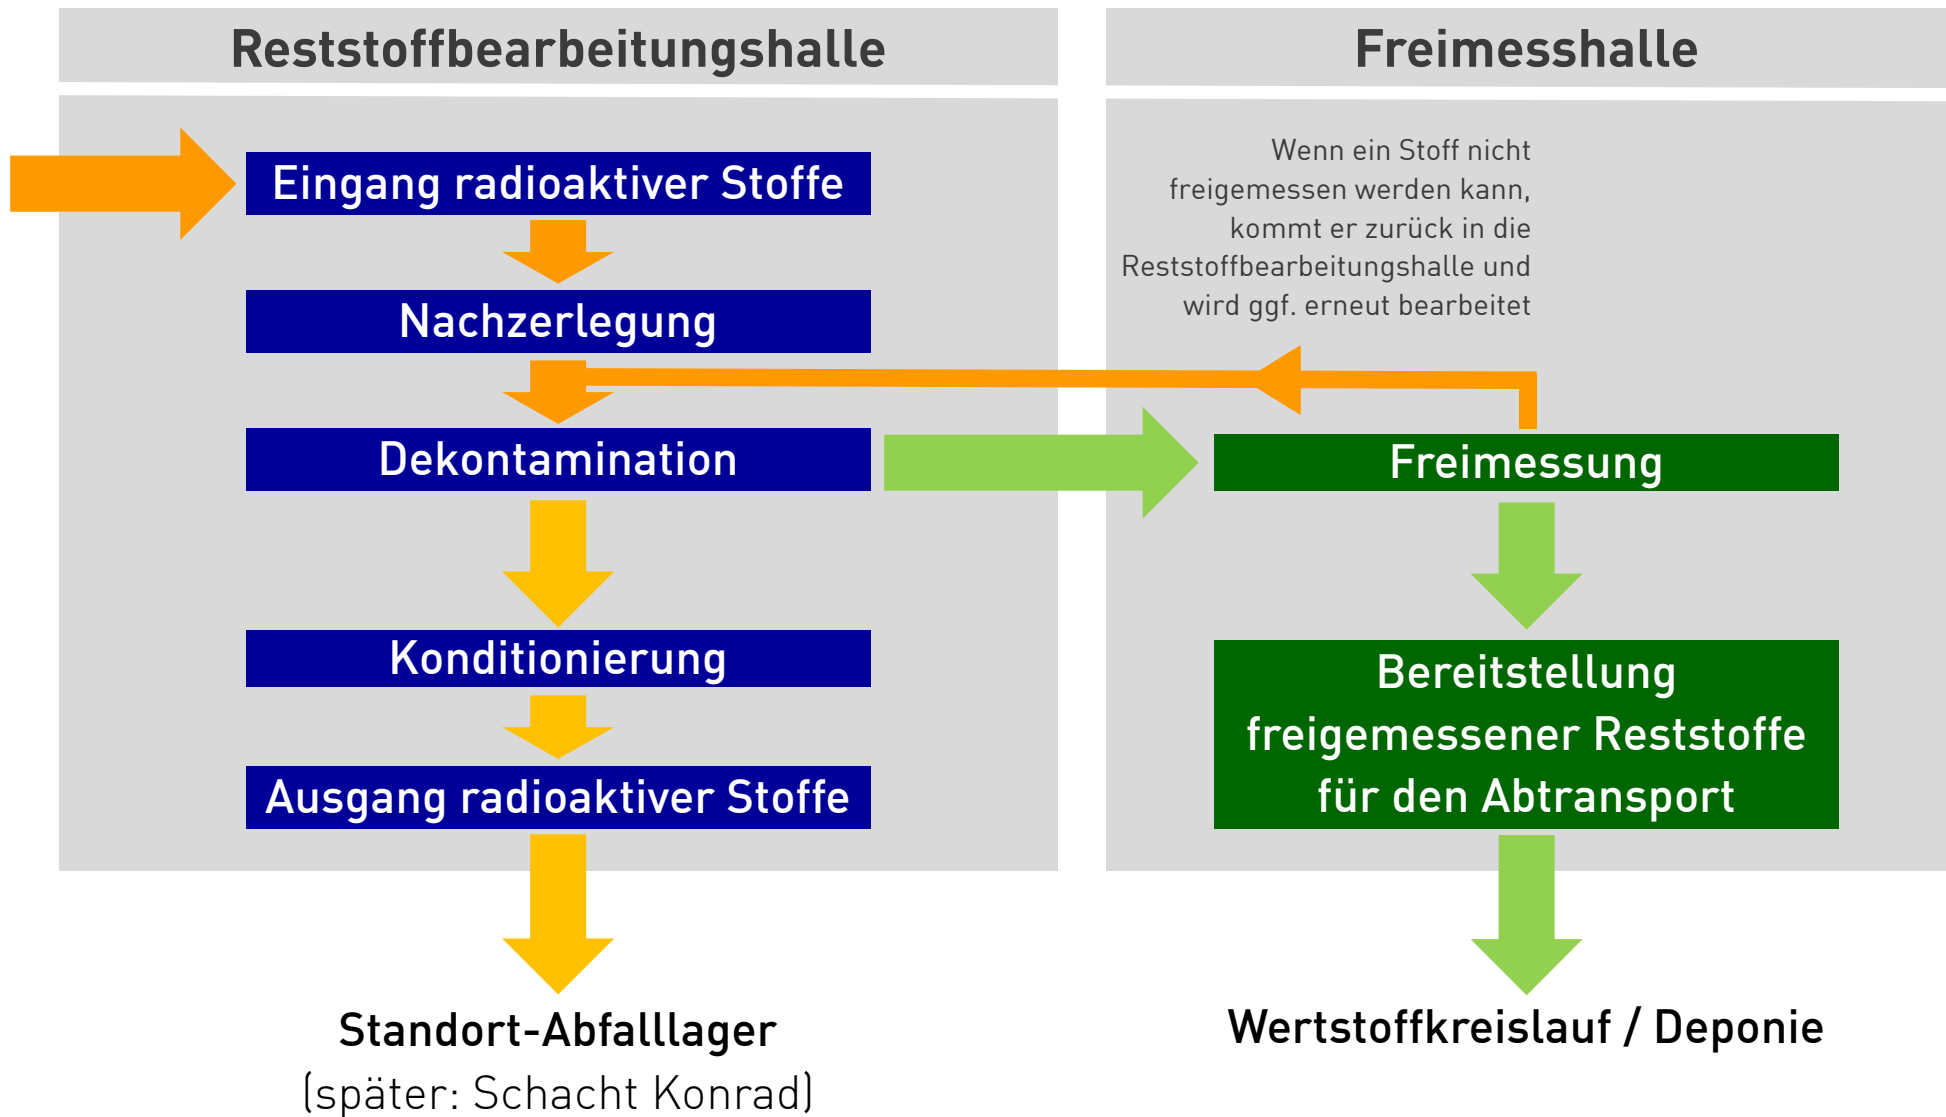 Reststoffbearbeitungshalle
Eingang radioaktiver Stoffe
Nachzerlegung
Dekontamination
Konditionierung
Ausgang radioaktiver Stoffe
Standort-Abfalllager
(später: Schacht Konrad)
Freimesshalle
Wenn ein Stoff nicht
freigemessen werden kann,
kommt er zurück in die
Reststoffbearbeitungshalle und
wird ggf. erneut bearbeitet
Freimessung
Bereitstellung
freigemessener Reststoffe
für den Abtransport
Wertstoffkreislauf / Deponie